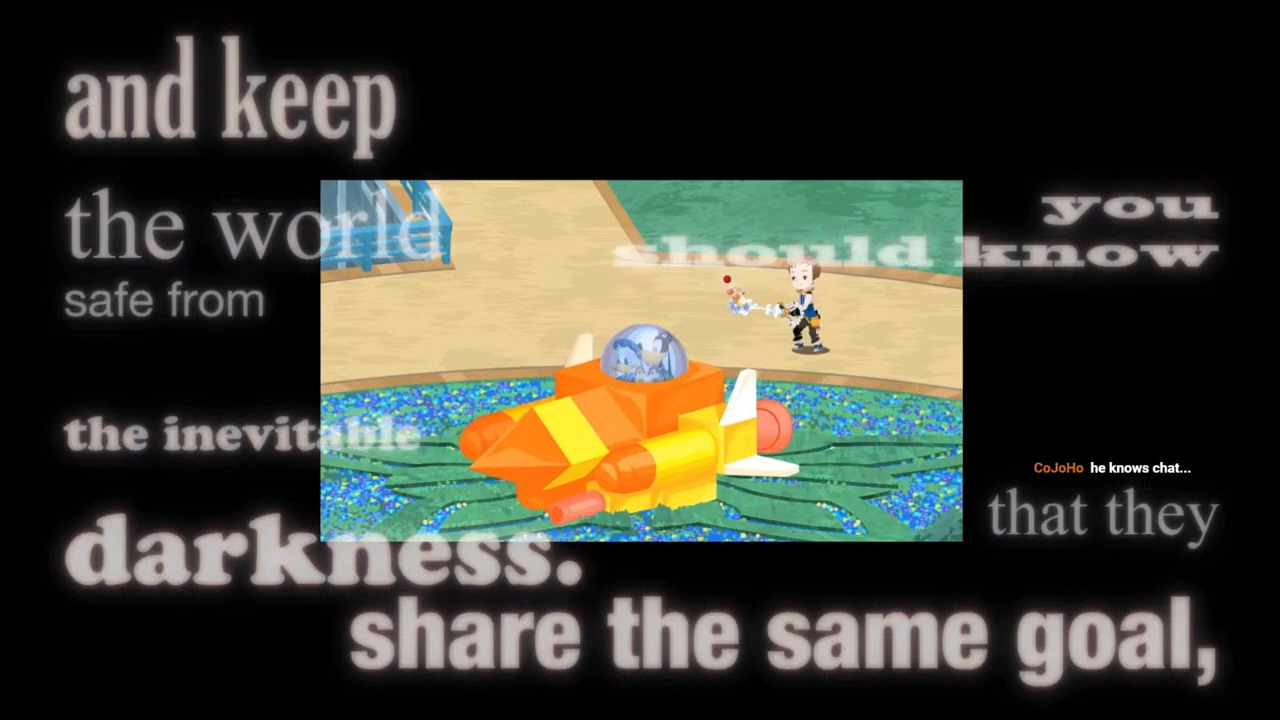 and keep
the world
safe from
the inevitable
darkness.
you
should know
CoJoHo he knows chat...
that they
share the same goal,